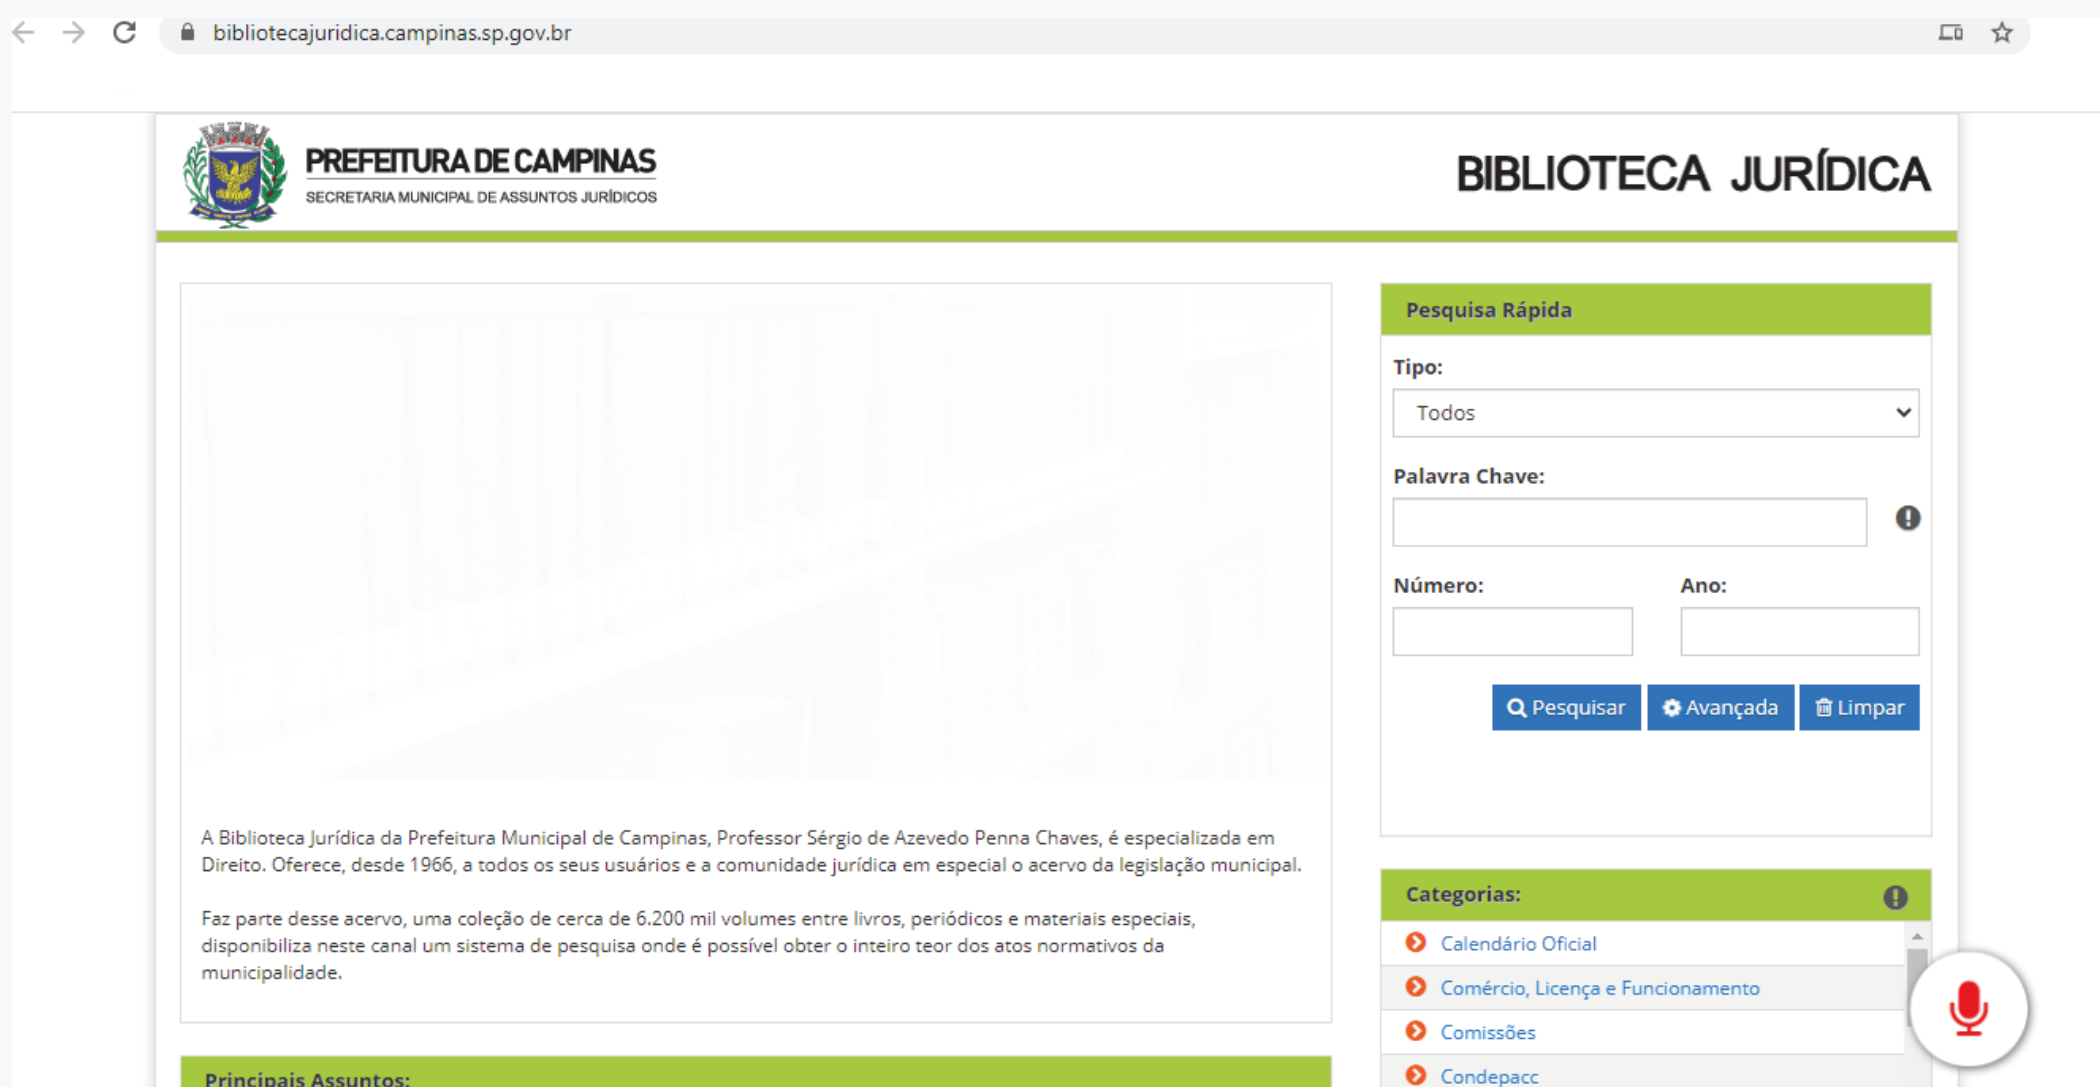 bibliotecajuridica.campinas.sp.gov.br
PREFEITURA DE CAMPINAS
SECRETARIA MUNICIPAL DE ASSUNTOS JURÍDICOS
BIBLIOTECA JURÍDICA
A Biblioteca Jurídica da Prefeitura Municipal de Campinas, Professor Sérgio de Azevedo Penna Chaves, é especializada em
Direito. Oferece, desde 1966, a todos os seus usuários e a comunidade jurídica em especial o acervo da legislação municipal.
Faz parte desse acervo, uma coleção de cerca de 6.200 mil volumes entre livros, periódicos e materiais especiais,
disponibiliza neste canal um sistema de pesquisa onde é possível obter o inteiro teor dos atos normativos da
municipalidade.
Principais Assuntos:
Pesquisa Rápida
Tipo:
Todos
Palavra Chave:
Número: Ano:
Pesquisar Avançada Limpar
Categorias:
Calendário Oficial
Comércio, Licença e Funcionamento
Comissões
Condepacc